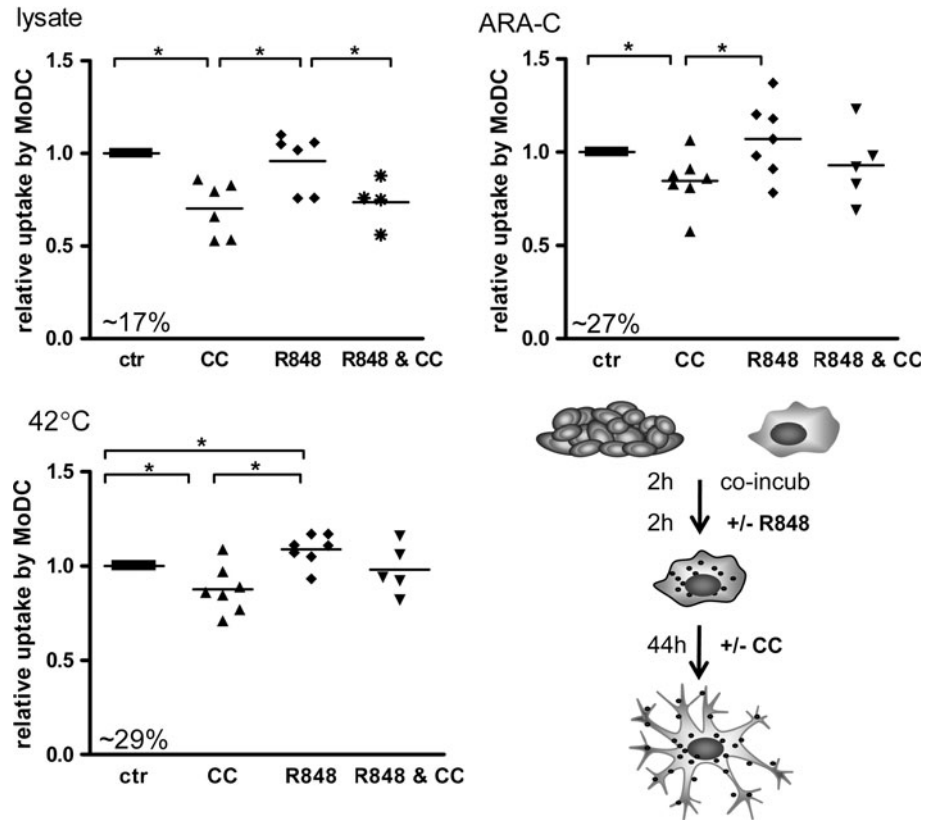 lysate
* * *
1.5
1.0
0.5
0.0
relative uptake by MoDC
~17%
ctr CC R848 R848 & CC
ARA-C
* *
1.5
1.0
0.5
0.0
relative uptake by MoDC
~27%
ctr CC R848 R848 & CC
42°C
*
* *
1.5
1.0
0.5
0.0
relative uptake by MoDC
~29%
ctr CC R848 R848 & CC
2h co-incub
2h +/- R848
44h +/- CC